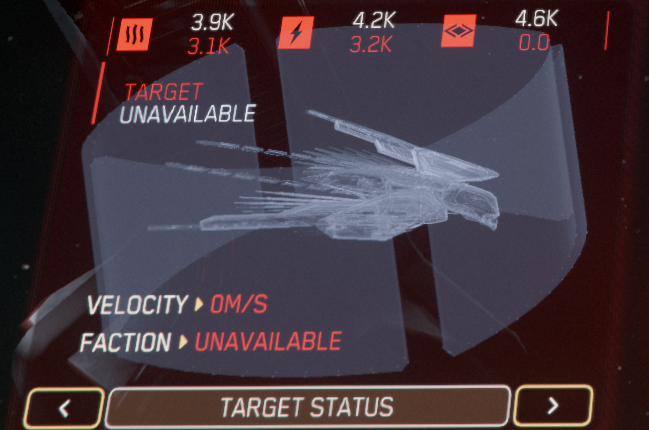 3.9K 4.2K 4.6K
3.1K 3.2K 0.0
TARGET
UNAVAILABLE
VELOCITY 0M/S
FACTION UNAVAILABLE
< TARGET STATUS >